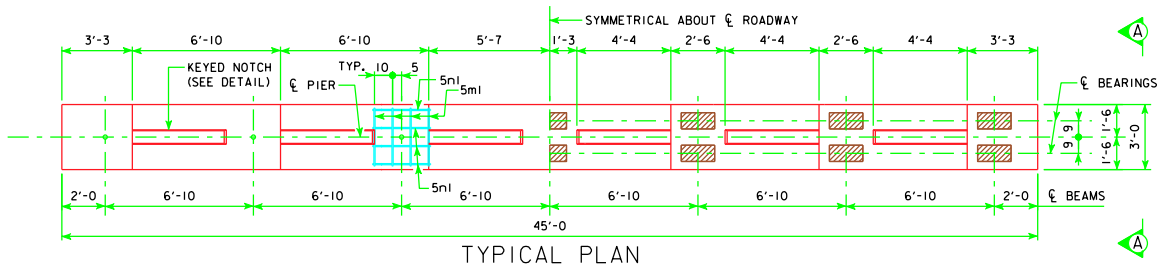 SYMMETRICAL ABOUT ℄ ROADWAY
3'-3 6'-10 6'-10 5'-7 1'-3 4'-4 2'-6 4'-4 2'-6 4'-4 3'-3
A
KEYED NOTCH
(SEE DETAIL)
TYP. 10 5
℄ PIER
5n1
5m1
℄ BEARINGS
9 9 1'-6 1'-6 3'-0
5n1
2'-0 6'-10 6'-10 6'-10 6'-10 6'-10 6'-10 2'-0 ℄ BEAMS
45'-0
A
TYPICAL PLAN